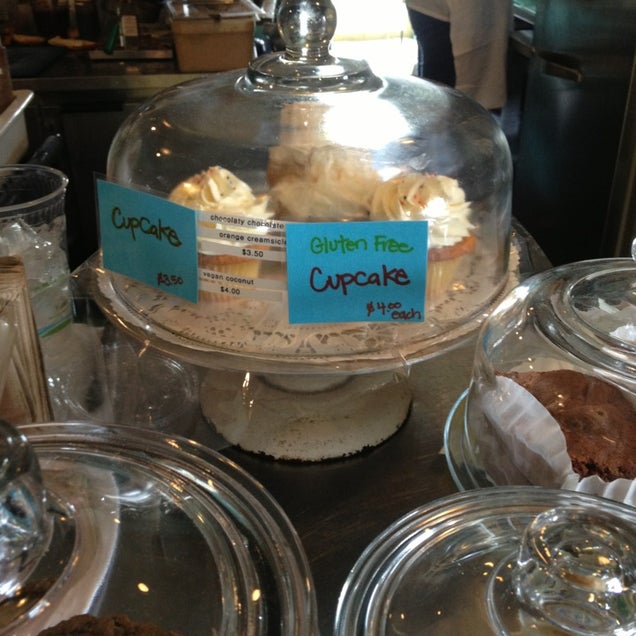 Cupcake
$3.50
chocolaty chocolate
orange creamsicle
$3.50
vegan coconut
$4.00
Gluten Free
Cupcake
$4.00
each